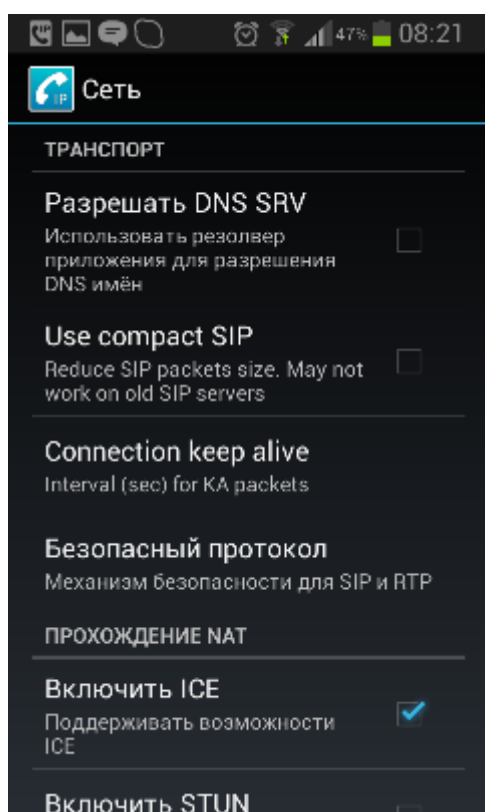 47% 08:21
IP
Сеть
ТРАНСПОРТ
Разрешать DNS SRV
Использовать резолвер
приложения для разрешения
DNS имён
Use compact SIP
Reduce SIP packets size. May not
work on old SIP servers
Connection keep alive
Interval (sec) for KA packets
Безопасный протокол
Механизм безопасности для SIP и RTP
ПРОХОЖДЕНИЕ NAT
Включить ICE
Поддерживать возможности
ICE
Включить STUN